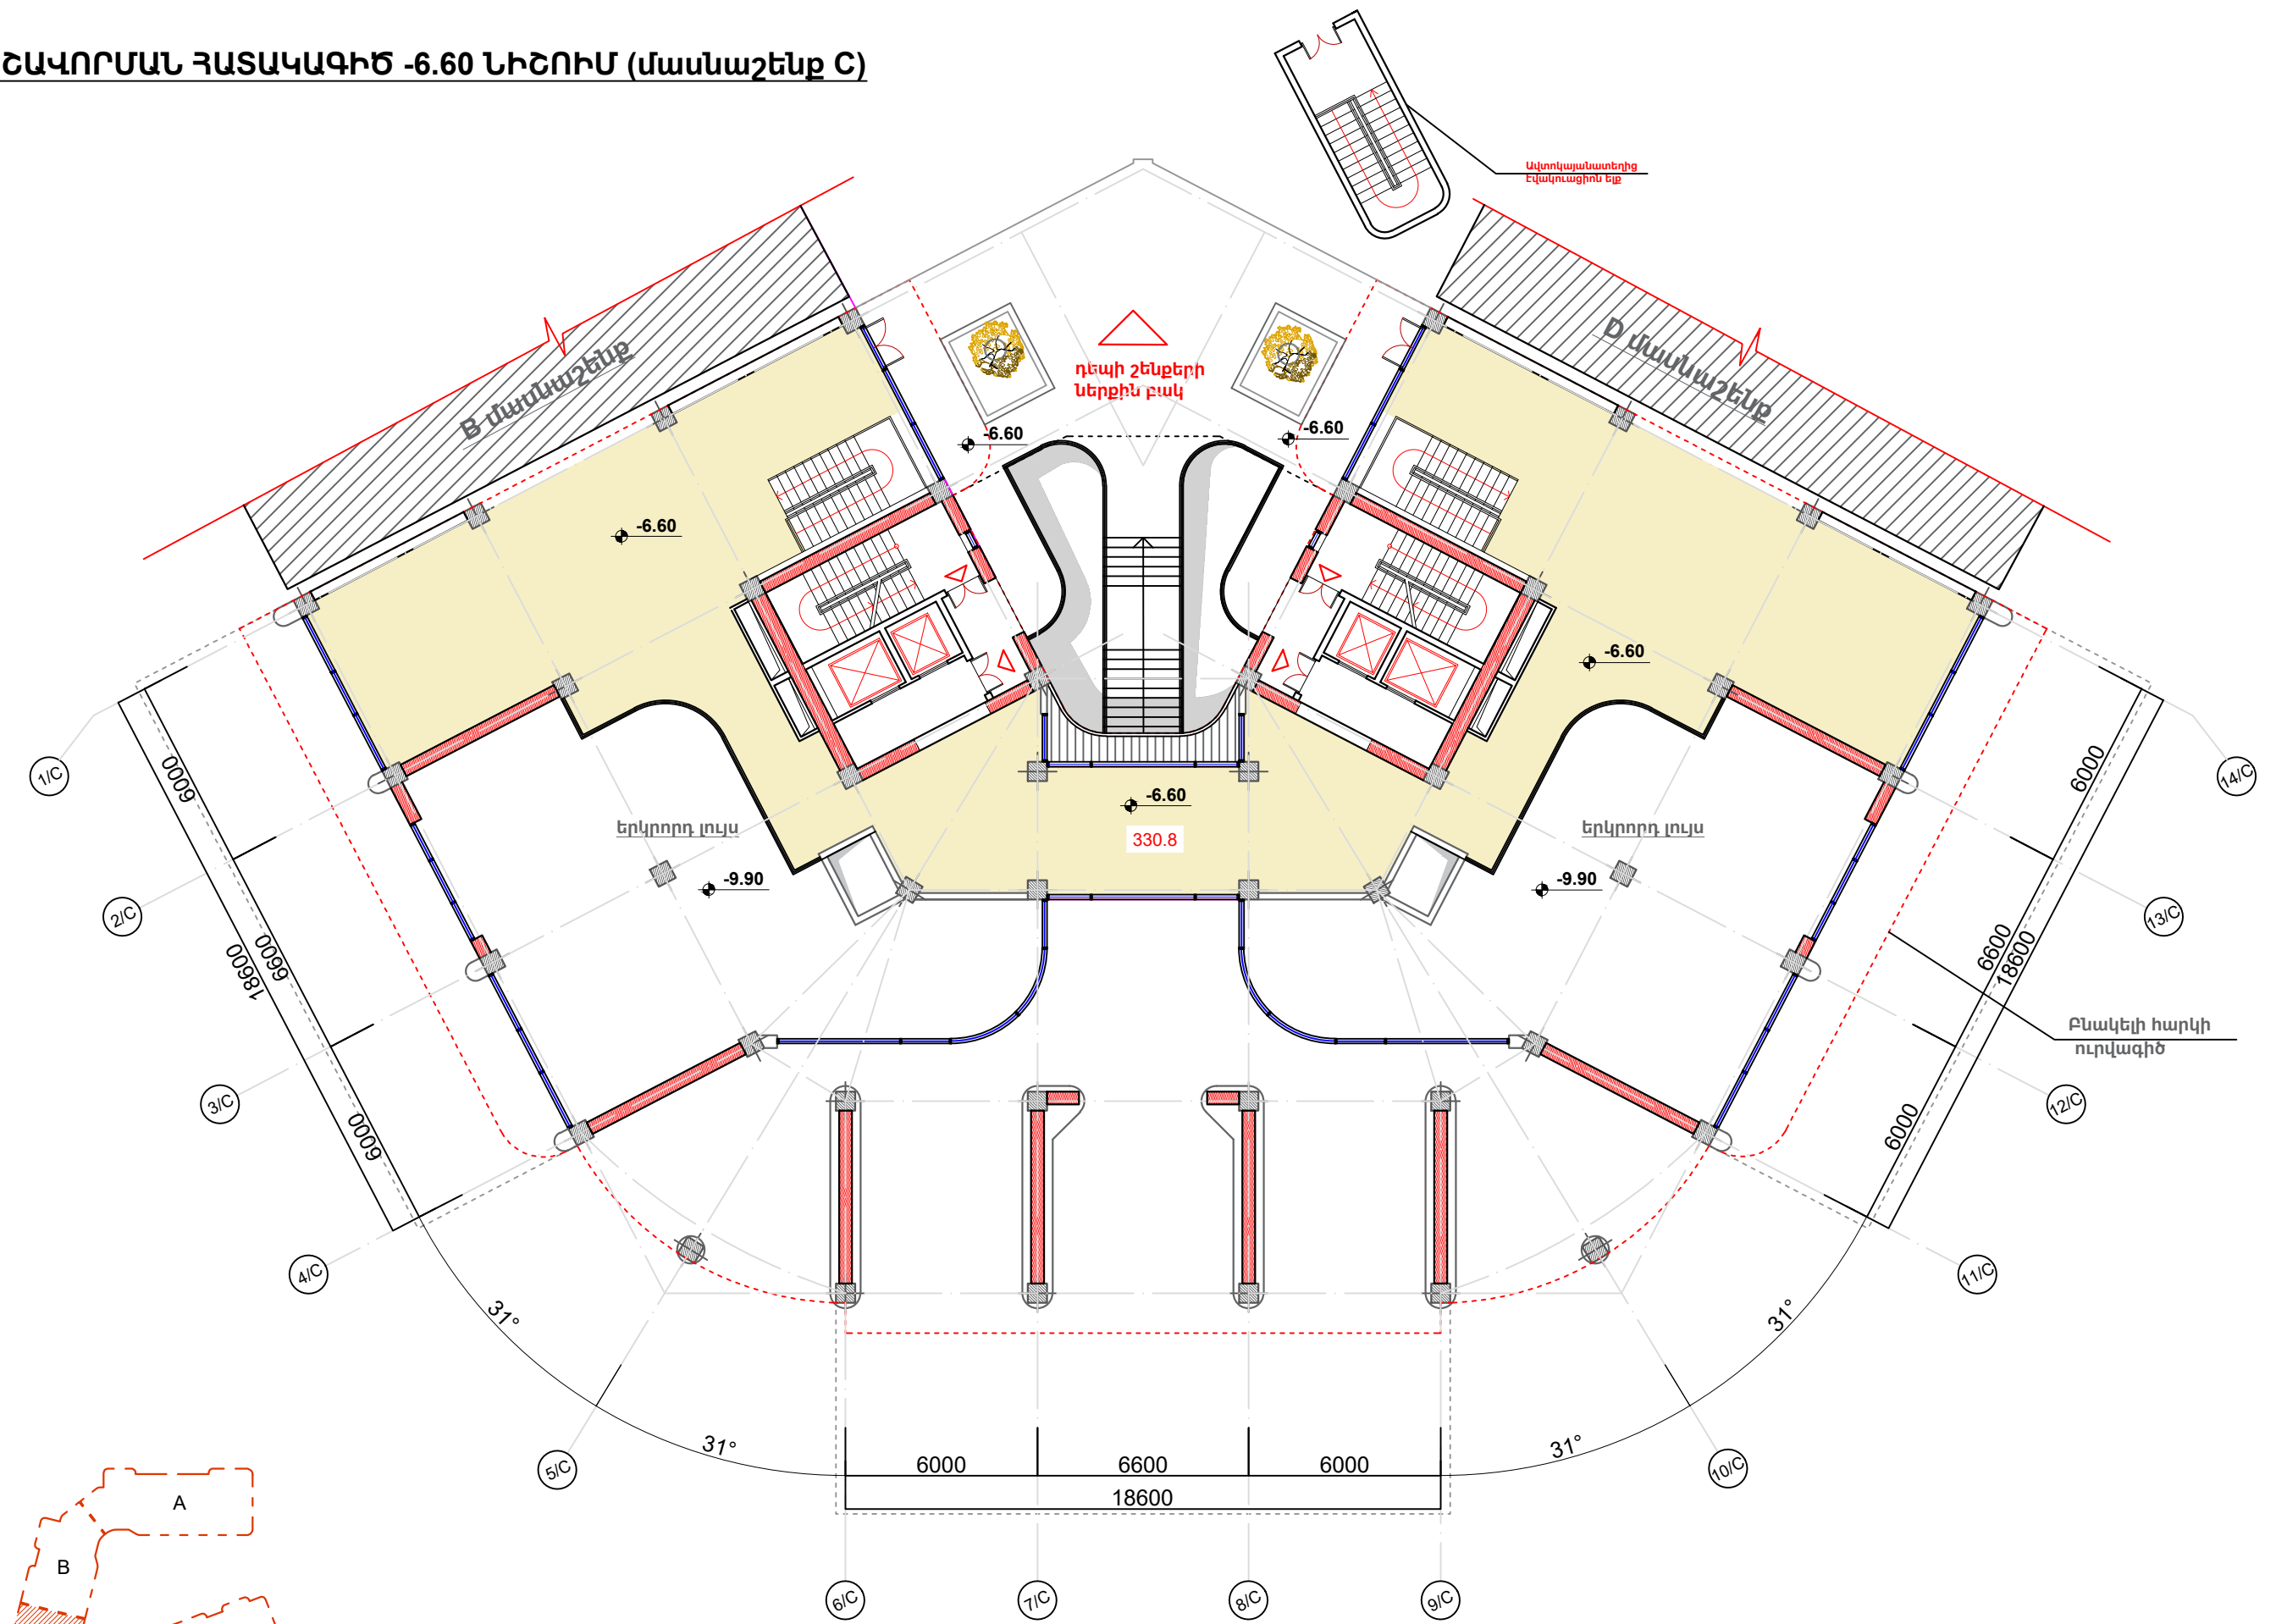 ՇԱՎՈՐՄԱՆ ՀԱՏԱԿԱԳԻԾ -6.60 ՆԻՇՈՒՄ (մասնաշենք C)
Ավտոկայանատեղից
էվակուացիոն ելք
B մասնաշենք
D մասնաշենք
դեպի շենքերի
ներքին բակ
-6.60
-6.60
-6.60
-6.60
-6.60
330.8
երկրորդ լույս
երկրորդ լույս
-9.90
-9.90
Բնակելի հարկի
ուրվագիծ
6000
6600
18600
6000
6000
6600
18600
6000
31°
31°
31°
31°
6000
6600
6000
18600
1/C
2/C
3/C
4/C
5/C
6/C
7/C
8/C
9/C
10/C
11/C
12/C
13/C
14/C
A
B